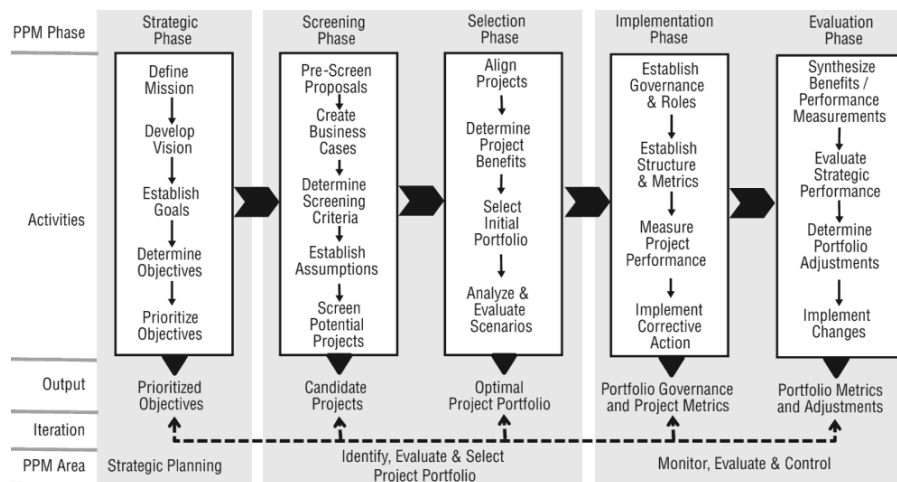 PPM Phase
Strategic
Phase
Screening
Phase
Selection
Phase
Implementation
Phase
Evaluation
Phase
Activities
Define
Mission
Develop
Vision
Establish
Goals
Determine
Objectives
Prioritize
Objectives
Pre-Screen
Proposals
Create
Business
Cases
Determine
Screening
Criteria
Establish
Assumptions
Screen
Potential
Projects
Align
Projects
Determine
Project
Benefits
Select
Initial
Portfolio
Analyze &
Evaluate
Scenarios
Establish
Governance
& Roles
Establish
Structure
& Metrics
Measure
Project
Performance
Implement
Corrective
Action
Synthesize
Benefits /
Performance
Measurements
Evaluate
Strategic
Performance
Determine
Portfolio
Adjustments
Implement
Changes
Output
Prioritized
Objectives
Candidate
Projects
Optimal
Project Portfolio
Portfolio Governance
and Project Metrics
Portfolio Metrics
and Adjustments
Iteration
PPM Area
Strategic Planning
Identify, Evaluate & Select
Project Portfolio
Monitor, Evaluate & Control